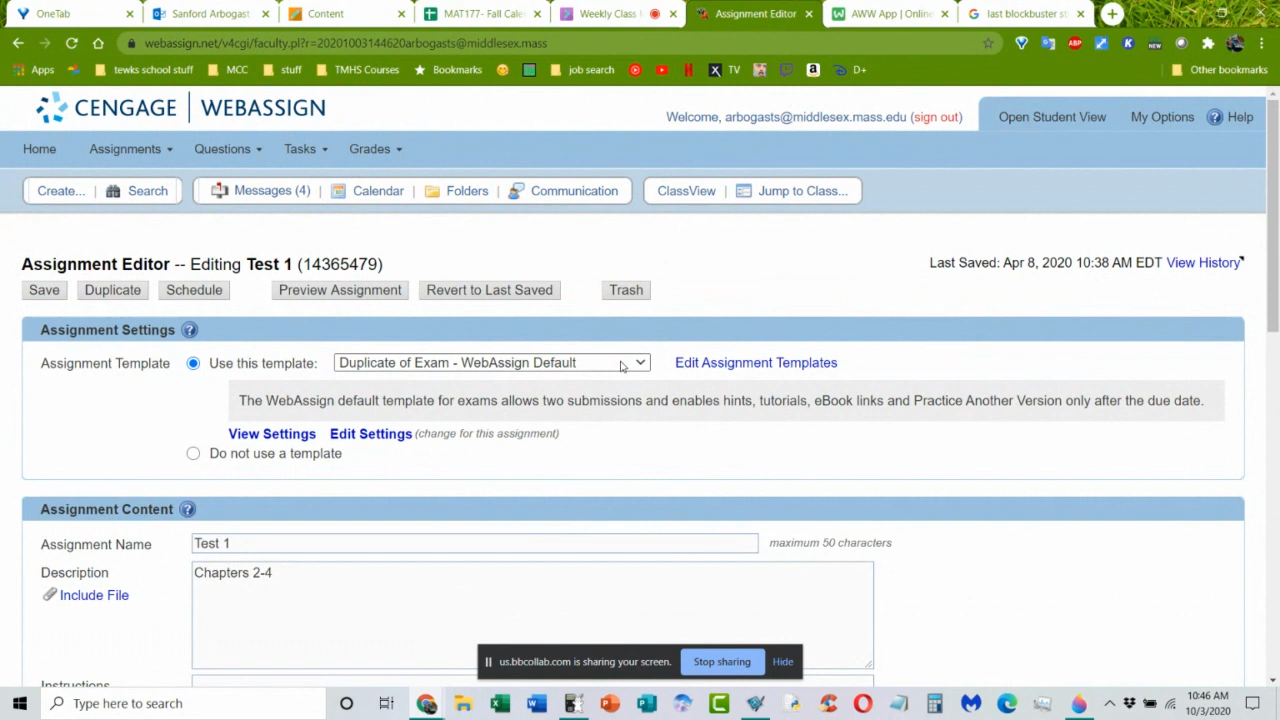 OneTab
Sanford Arbogast
Content
MAT177- Fall Cale
Weekly Class
Assignment Editor
AWW App | Online
last blockbuster st
webassign.net/v4cgi/faculty.pl?r=20201003144620arbogasts@middlesex.mass
Apps
tewks school stuff
MCC
stuff
TMHS Courses
Bookmarks
job search
TV
D+
Other bookmarks
CENGAGE | WEBASSIGN
Welcome, arbogasts@middlesex.mass.edu (sign out)
Open Student View
My Options
Help
Home
Assignments
Questions
Tasks
Grades
Create... | Search
Messages (4) | Calendar | Folders | Communication
ClassView | Jump to Class...
Assignment Editor -- Editing Test 1 (14365479)
Last Saved: Apr 8, 2020 10:38 AM EDT View History
Save
Duplicate
Schedule
Preview Assignment
Revert to Last Saved
Trash
Assignment Settings
Assignment Template
Use this template:
Duplicate of Exam - WebAssign Default
Edit Assignment Templates
The WebAssign default template for exams allows two submissions and enables hints, tutorials, eBook links and Practice Another Version only after the due date.
View Settings Edit Settings (change for this assignment)
Do not use a template
Assignment Content
Assignment Name
Test 1
maximum 50 characters
Description
Chapters 2-4
Include File
us.bbcollab.com is sharing your screen.
Stop sharing
Hide
Instructions
Type here to search
10:46 AM
10/3/2020